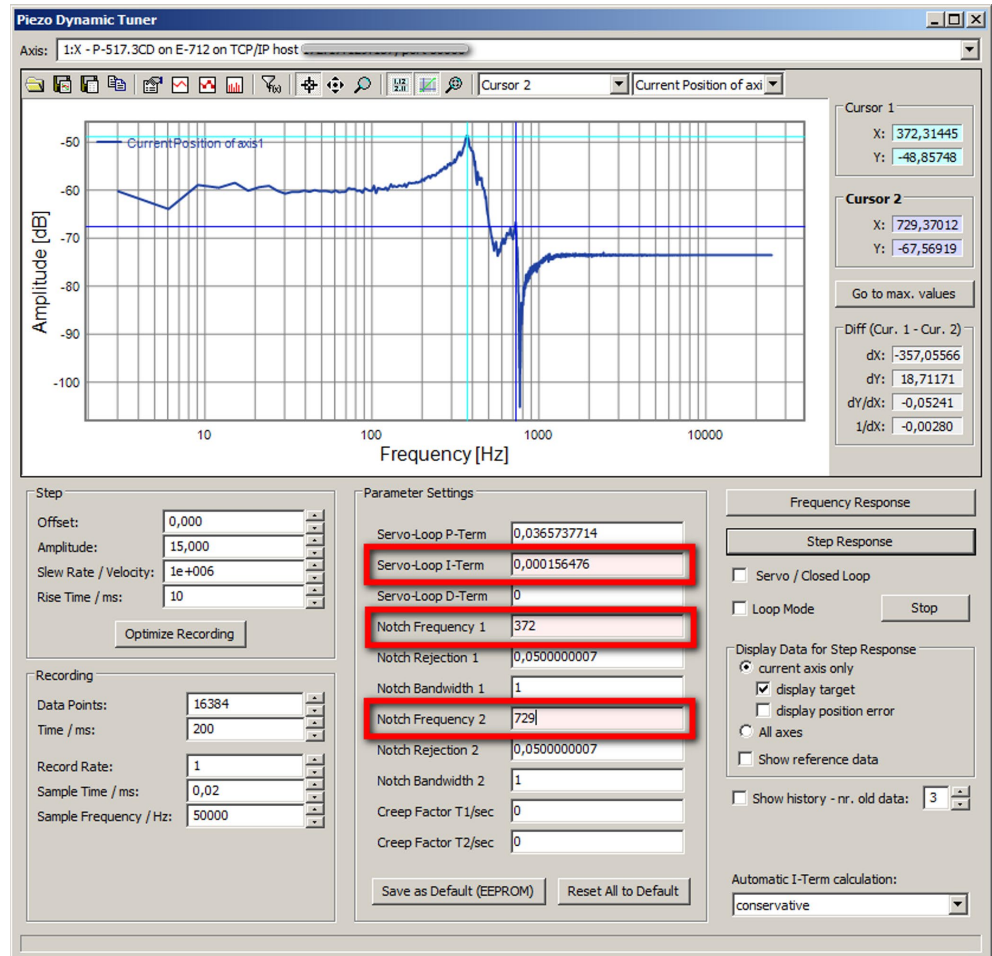 Piezo Dynamic Tuner
Axis: 1:X - P-517.3CD on E-712 on TCP/IP host
Cursor 2 Current Position of axi
CurrentPosition of axis1
-50
-60
-70
-80
-90
-100
Amplitude [dB]
10 100 1000 10000
Frequency [Hz]
Cursor 1
X: 372,31445
Y: -48,85748
Cursor 2
X: 729,37012
Y: -67,56919
Go to max. values
Diff (Cur. 1 - Cur. 2)
dX: -357,05566
dY: 18,71171
dY/dX: -0,05241
1/dX: -0,00280
Step
Offset: 0,000
Amplitude: 15,000
Slew Rate / Velocity: 1e+006
Rise Time / ms: 10
Optimize Recording
Recording
Data Points: 16384
Time / ms: 200
Record Rate: 1
Sample Time / ms: 0,02
Sample Frequency / Hz: 50000
Parameter Settings
Servo-Loop P-Term 0,0365737714
Servo-Loop I-Term 0,000156476
Servo-Loop D-Term 0
Notch Frequency 1 372
Notch Rejection 1 0,0500000007
Notch Bandwidth 1 1
Notch Frequency 2 729
Notch Rejection 2 0,0500000007
Notch Bandwidth 2 1
Creep Factor T1/sec 0
Creep Factor T2/sec 0
Save as Default (EEPROM) Reset All to Default
Frequency Response
Step Response
Servo / Closed Loop
Loop Mode Stop
Display Data for Step Response
current axis only
display target
display position error
All axes
Show reference data
Show history - nr. old data: 3
Automatic I-Term calculation:
conservative